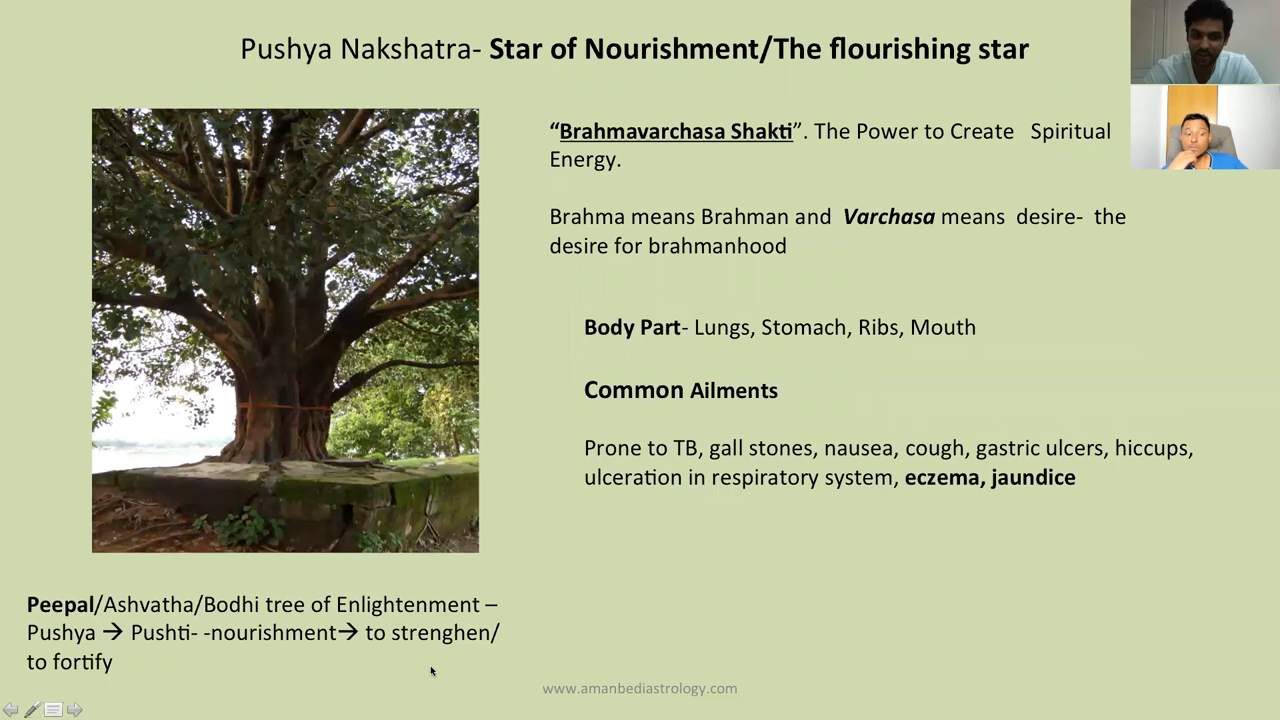 Pushya Nakshatra- Star of Nourishment/The flourishing star
“Brahmavarchasa Shakti”. The Power to Create Spiritual
Energy.
Brahma means Brahman and Varchasa means desire- the
desire for brahmanhood
Body Part- Lungs, Stomach, Ribs, Mouth
Common Ailments
Prone to TB, gall stones, nausea, cough, gastric ulcers, hiccups,
ulceration in respiratory system, eczema, jaundice
Peepal/Ashvatha/Bodhi tree of Enlightenment –
Pushya → Pushti- -nourishment→ to strenghen/
to fortify
www.amanbediastrology.com